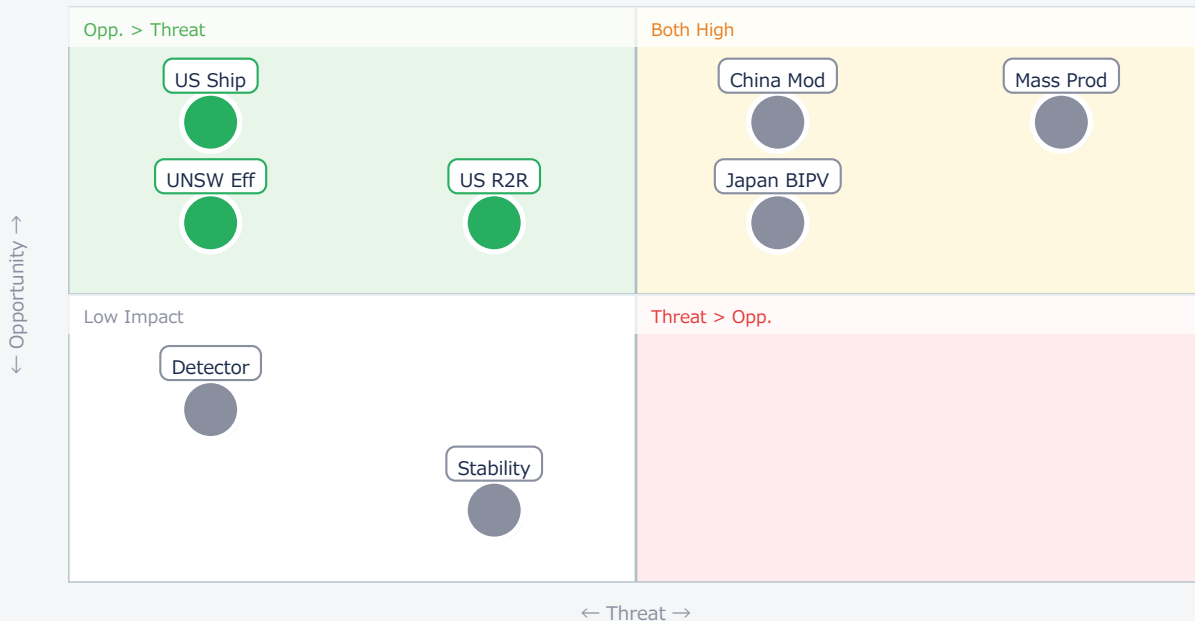 Opp. > Threat
Both High
US Ship
China Mod
Mass Prod
UNSW Eff
US R2R
Japan BIPV
← Opportunity →
Low Impact
Threat > Opp.
Detector
Stability
← Threat →